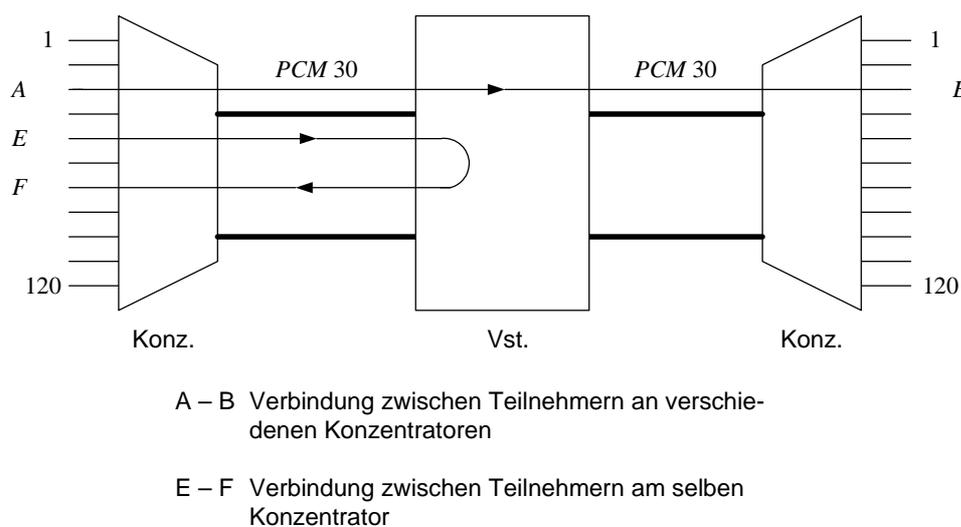 1
1
PCM 30
PCM 30
A
E
F
120
120
Konz.
Vst.
Konz.
A – B Verbindung zwischen Teilnehmern an verschie-
denen Konzentratoren
E – F Verbindung zwischen Teilnehmern am selben
Konzentrator